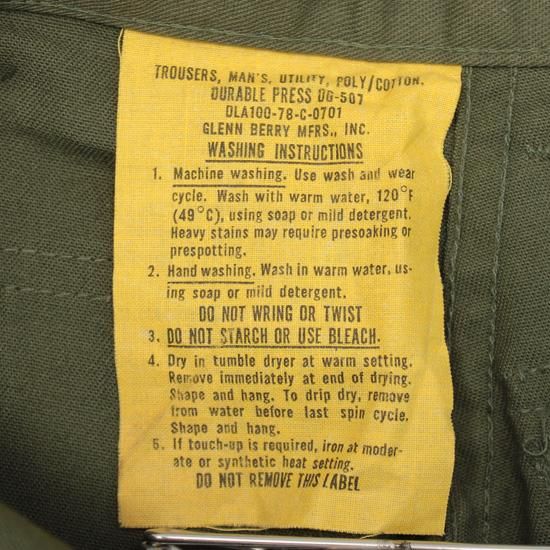 TROUSERS, MAN'S, UTILITY, POLY/COTTON,
DURABLE PRESS OG-507
DLA100-78-C-0701
GLENN BERRY MFRS., INC.
WASHING INSTRUCTIONS
1. Machine washing. Use wash and wear
cycle. Wash with warm water, 120°F
(49°C), using soap or mild detergent.
Heavy stains may require presoaking or
prespotting.
2. Hand washing. Wash in warm water, us-
ing soap or mild detergent.
DO NOT WRING OR TWIST
3. DO NOT STARCH OR USE BLEACH.
4. Dry in tumble dryer at warm setting.
Remove immediately at end of drying.
Shape and hang. To drip dry, remove
from water before last spin cycle.
Shape and hang.
5. If touch-up is required, iron at moder-
ate or synthetic heat setting.
DO NOT REMOVE THIS LABEL